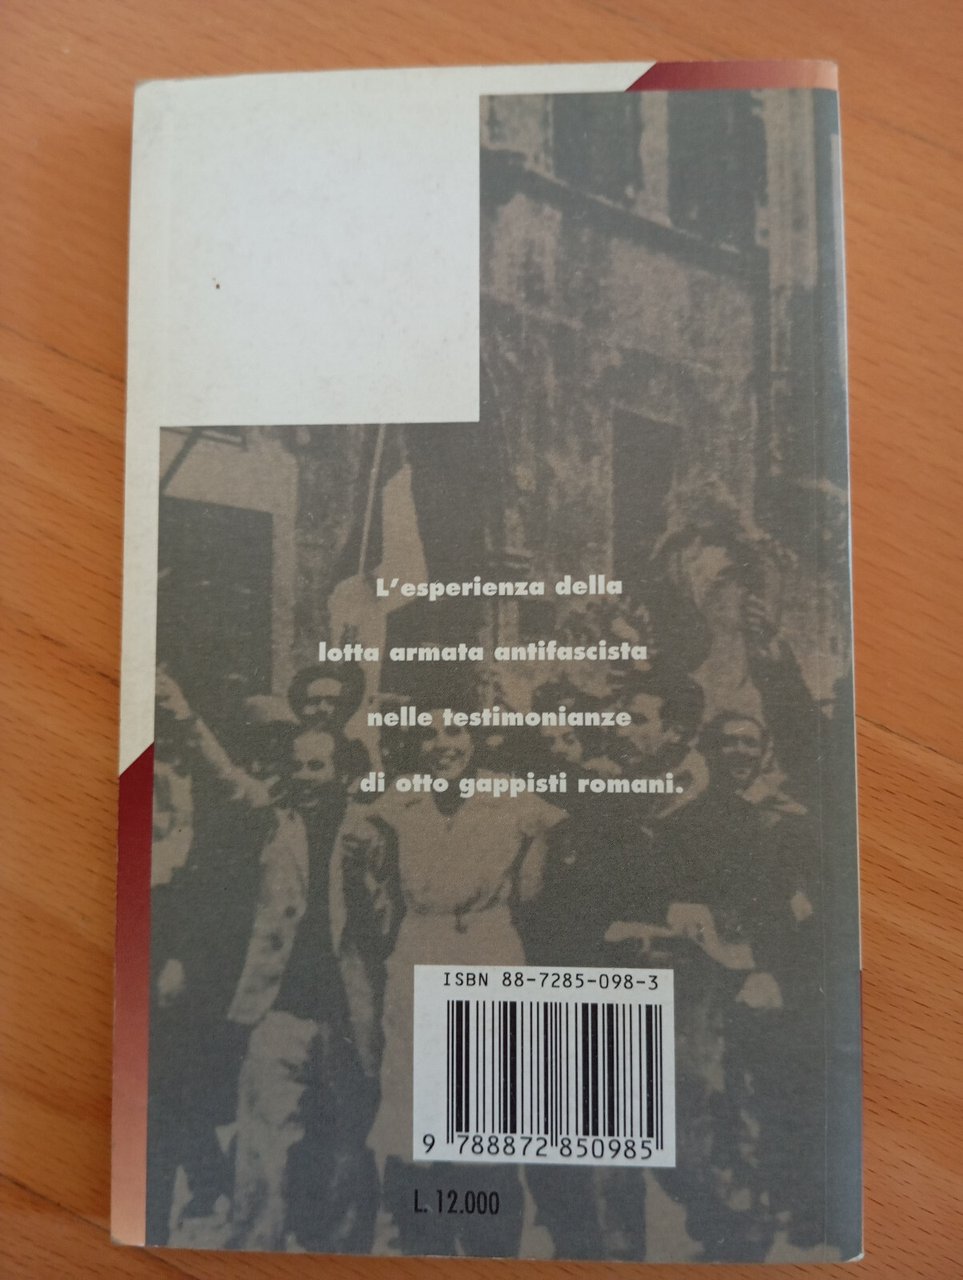 L'esperienza della
lotta armata antifascista
nelle testimonianze
di otto gappisti romani.
ISBN 88-7285-098-3
9 788872 850985
L. 12.000